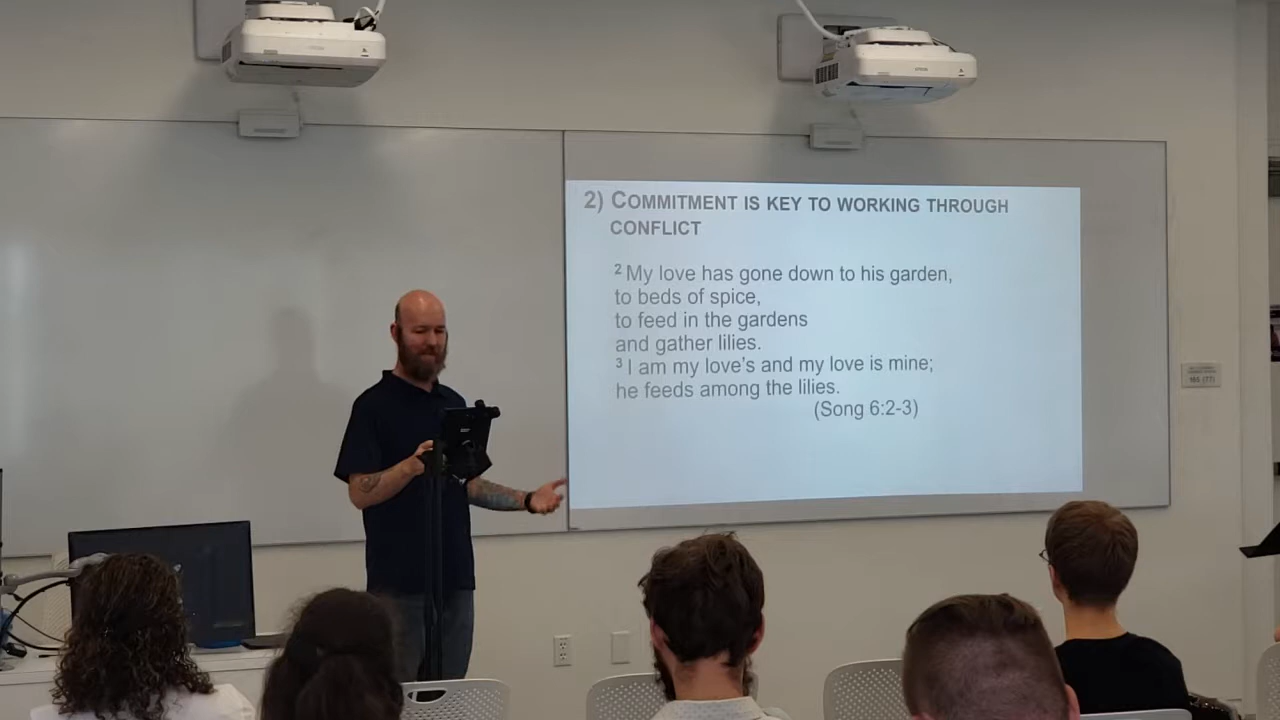 EPSON
EPSON
2) COMMITMENT IS KEY TO WORKING THROUGH
CONFLICT
2 My love has gone down to his garden,
to beds of spice,
to feed in the gardens
and gather lilies.
3 I am my love's and my love is mine;
he feeds among the lilies.
(Song 6:2-3)